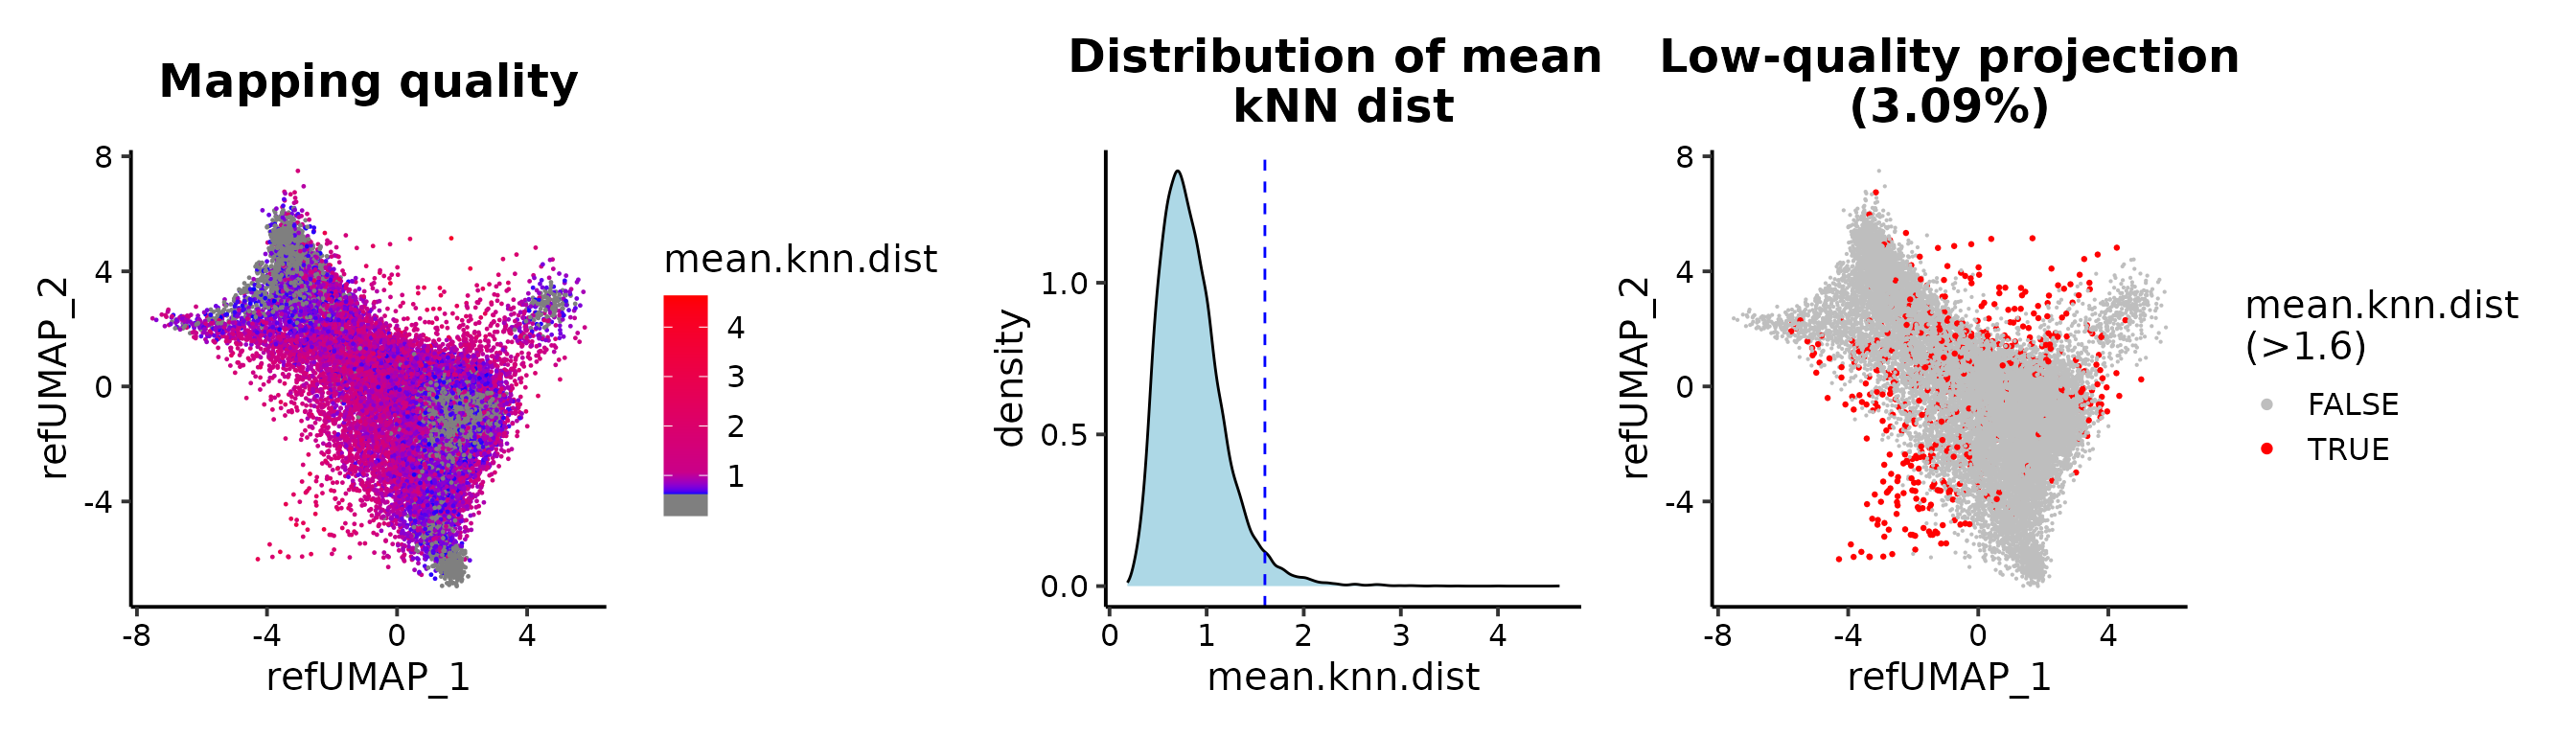 Mapping quality
8
4
0
-4
refUMAP_2
-8 -4 0 4
refUMAP_1
mean.knn.dist
4
3
2
1
Distribution of mean
kNN dist
1.0
0.5
0.0
density
0 1 2 3 4
mean.knn.dist
Low-quality projection
(3.09%)
8
4
0
-4
refUMAP_2
-8 -4 0 4
refUMAP_1
mean.knn.dist
(>1.6)
FALSE
TRUE